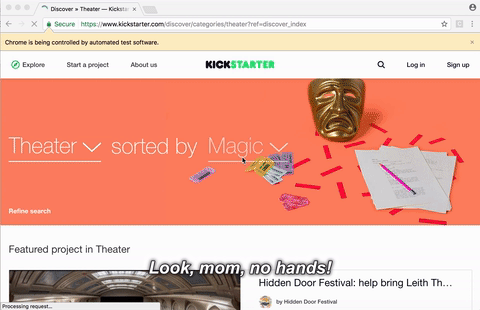 Discover » Theater — Kickstar
Secure
https://www.kickstarter.com/discover/categories/theater?ref=discover_index
Chrome is being controlled by automated test software.
Explore
Start a project
About us
KICKSTARTER
Log in
Sign up
Theater sorted by Magic
Refine search
Featured project in Theater
Look, mom, no hands!
Hidden Door Festival: help bring Leith Th…
by Hidden Door Festival
Processing request...